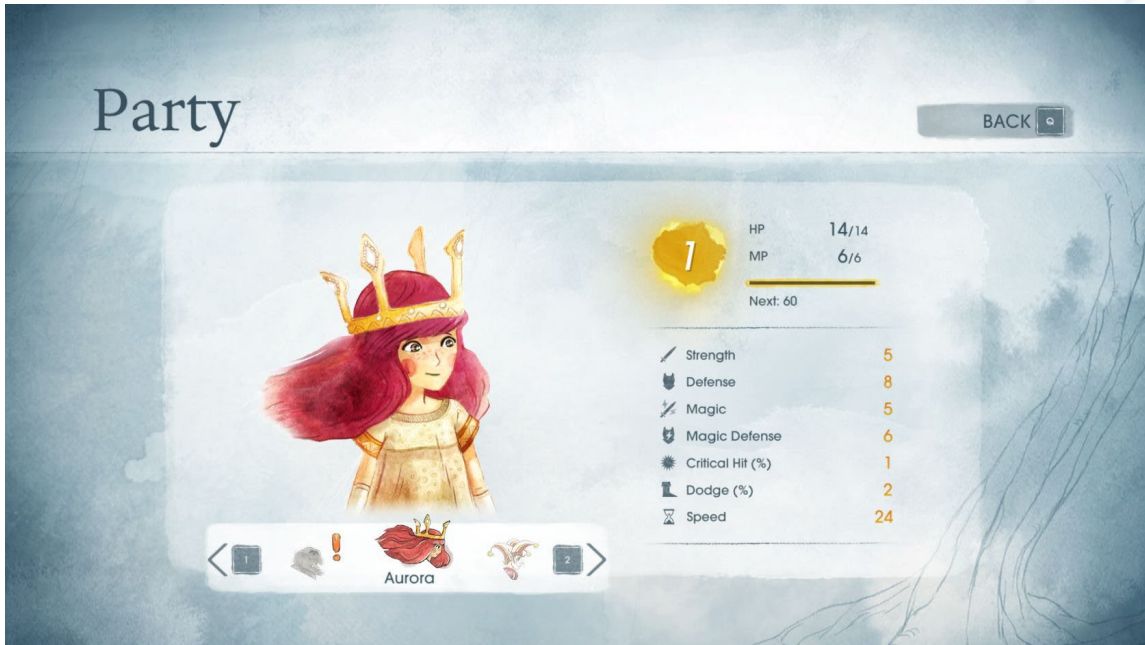 Party
BACK Q
1
HP 14/14
MP 6/6
Next: 60
Strength 5
Defense 8
Magic 5
Magic Defense 6
Critical Hit (%) 1
Dodge (%) 2
Speed 24
1 ! 2
Aurora